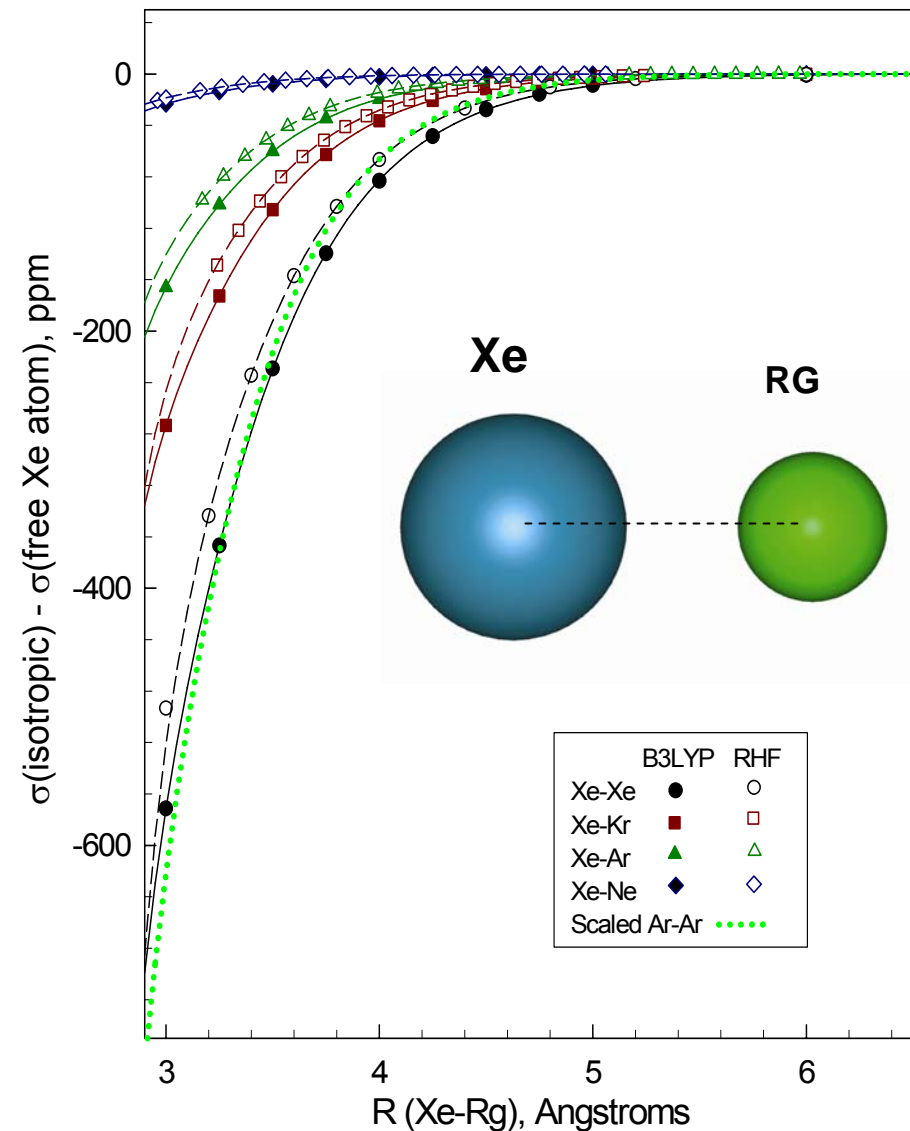 σ(isotropic) - σ(free Xe atom), ppm
0
-200
-400
-600
Xe
RG
B3LYP RHF
Xe-Xe
Xe-Kr
Xe-Ar
Xe-Ne
Scaled Ar-Ar
3 4 5 6
R (Xe-Rg), Angstroms